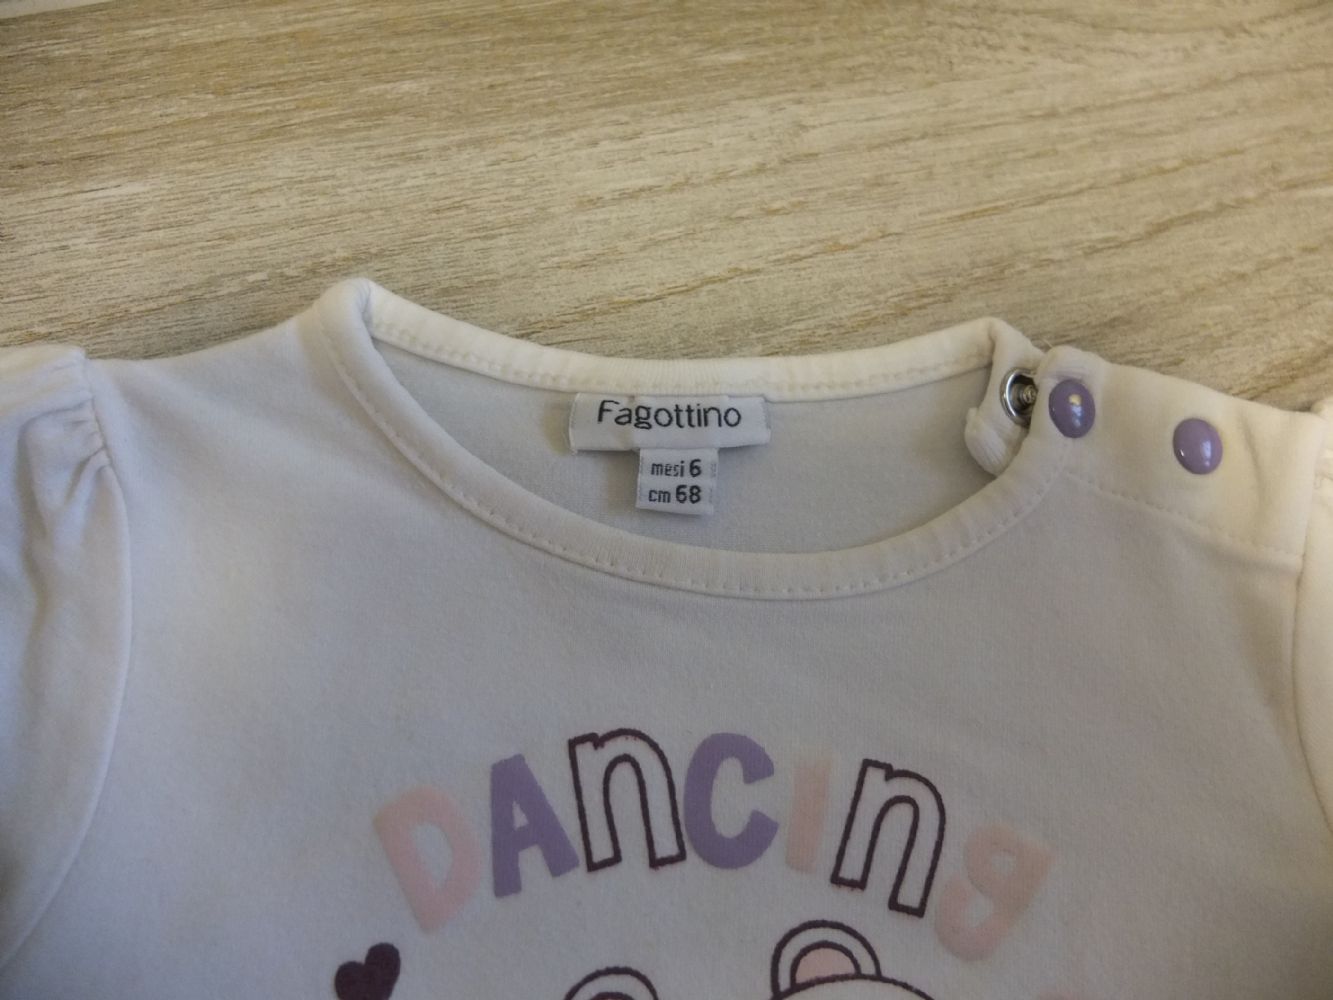 Fagottino
mesi 6
cm 68
DAnCInG